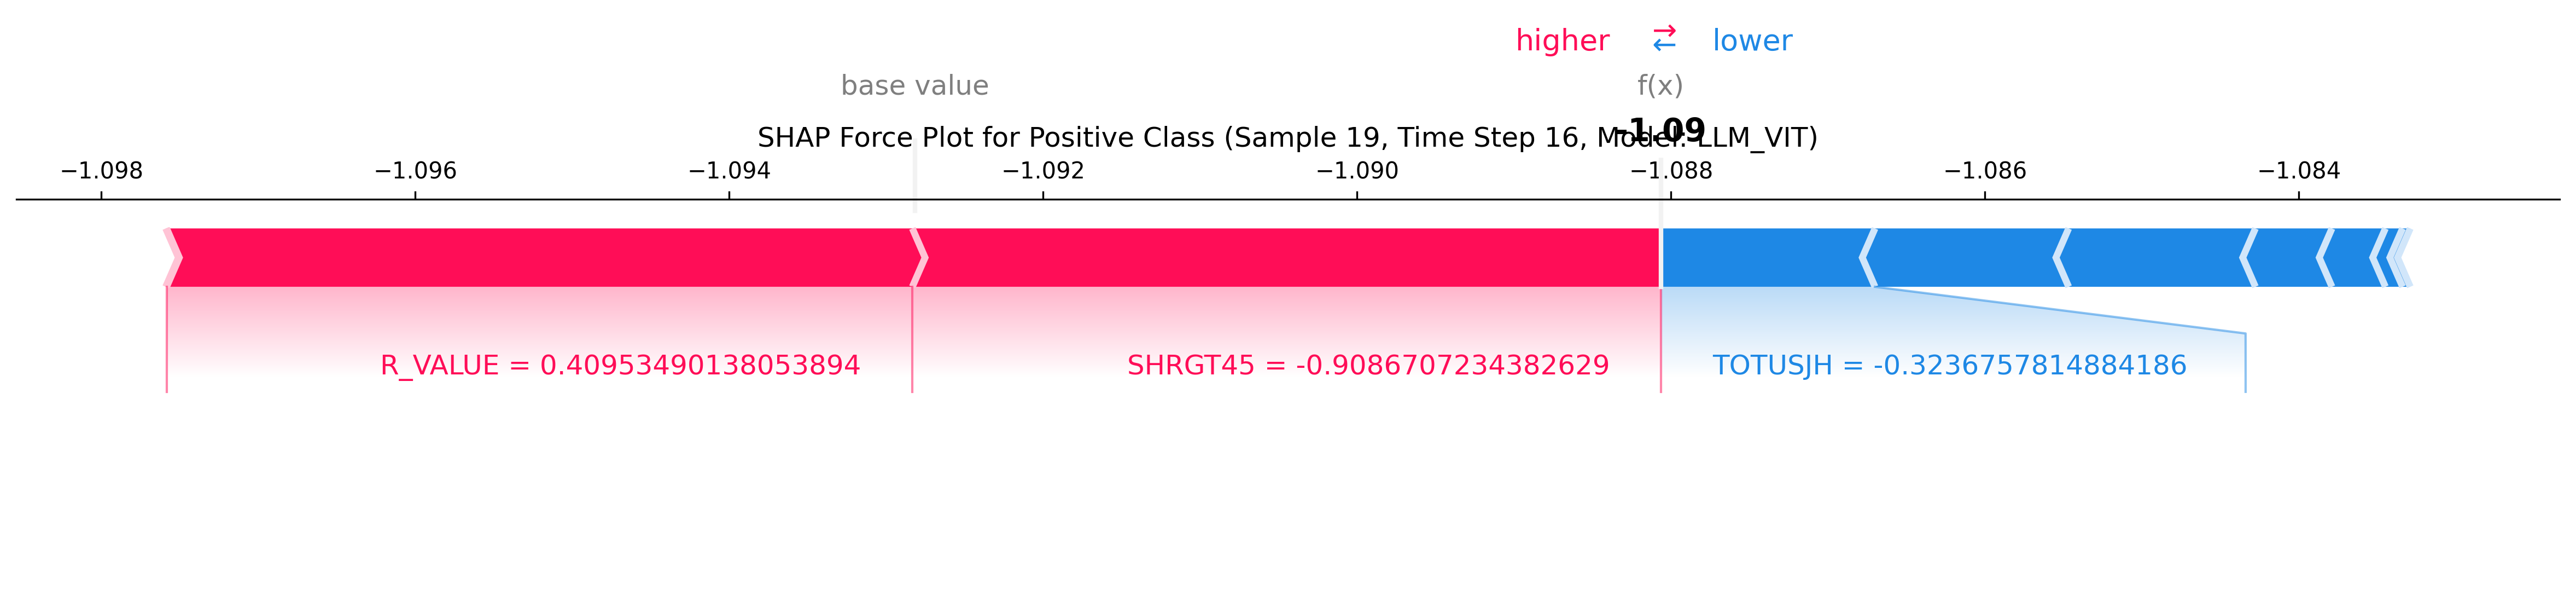 higher ⇄ lower
base value f(x)
-1.09
SHAP Force Plot for Positive Class (Sample 19, Time Step 16, Model: LLM_VIT)
−1.098 −1.096 −1.094 −1.092 −1.090 −1.088 −1.086 −1.084
R_VALUE = 0.40953490138053894 SHRGT45 = -0.9086707234382629 TOTUSJH = -0.3236757814884186